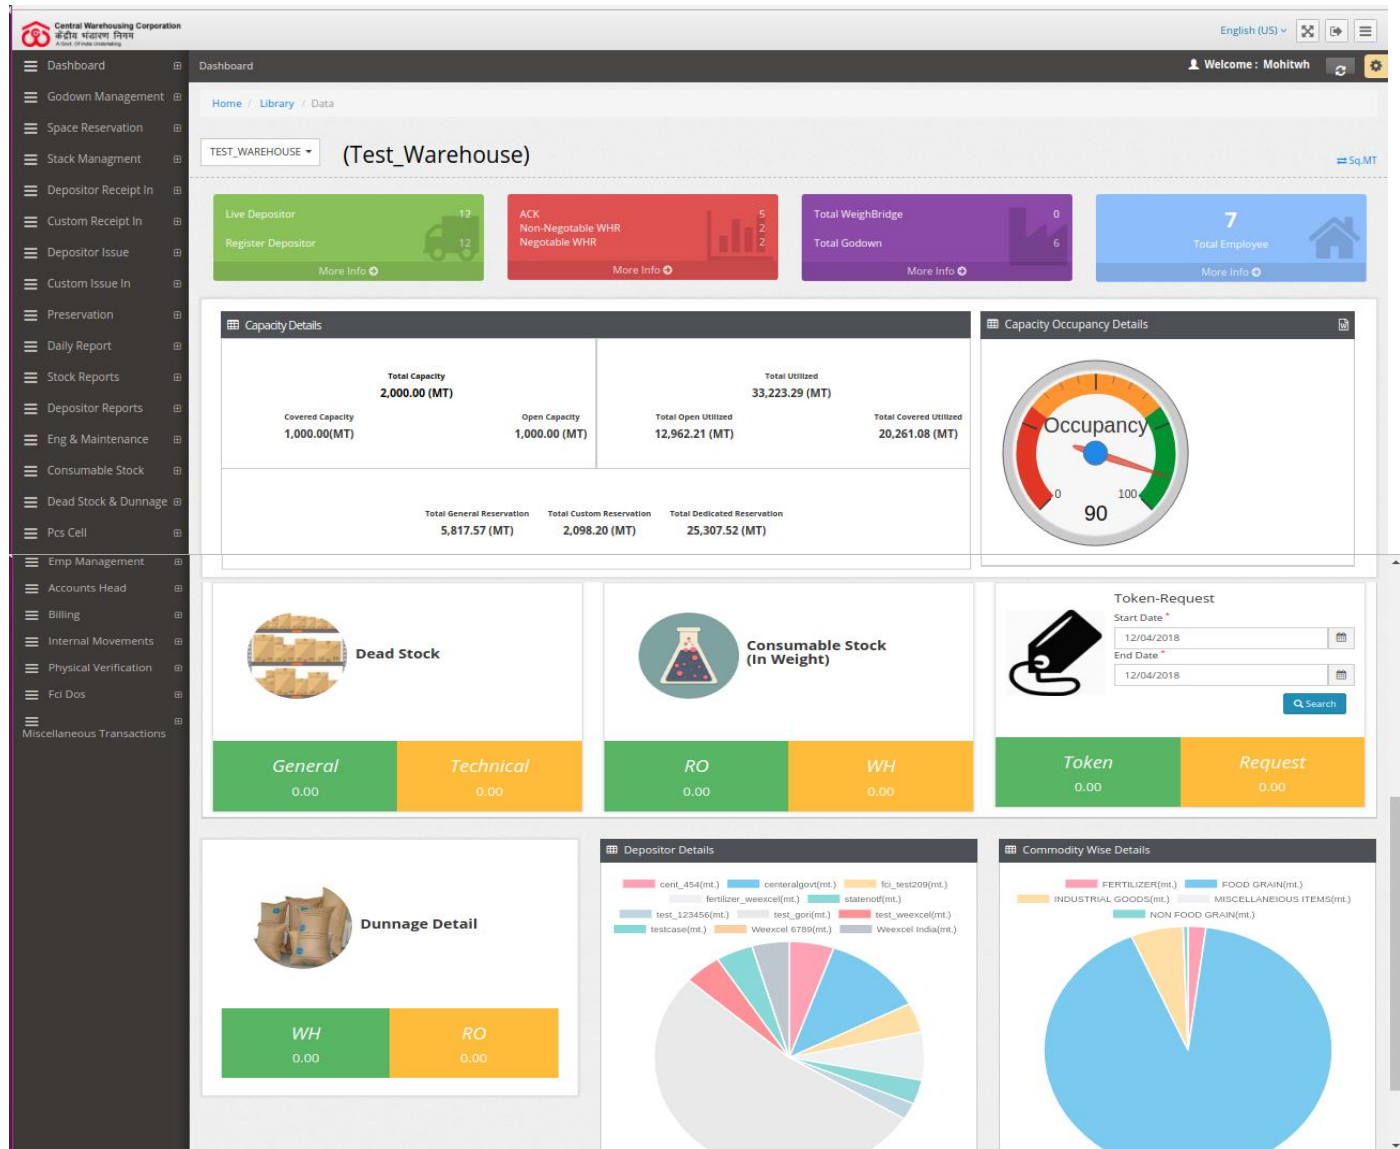 Central Warehousing Corporation
केंद्रीय भंडारण निगम
A Govt. Of India Undertaking
English (US)
Dashboard
Godown Management
Space Reservation
Stack Managment
Depositor Receipt In
Custom Receipt In
Depositor Issue
Custom Issue In
Preservation
Daily Report
Stock Reports
Depositor Reports
Eng & Maintenance
Consumable Stock
Dead Stock & Dunnage
Pcs Cell
Emp Management
Accounts Head
Billing
Internal Movements
Physical Verification
Fci Dos
Miscellaneous Transactions
Dashboard
Welcome : Mohitwh
Home / Library / Data
TEST_WAREHOUSE
(Test_Warehouse)
Sq.MT
Live Depositor 12
Register Depositor 12
More Info
ACK 5
Non-Negotable WHR 2
Negotable WHR 2
More Info
Total WeighBridge 0
Total Godown 6
More Info
7
Total Employee
More Info
Capacity Details
Total Capacity
2,000.00 (MT)
Covered Capacity
1,000.00(MT)
Open Capacity
1,000.00 (MT)
Total Utilized
33,223.29 (MT)
Total Open Utilized
12,962.21 (MT)
Total Covered Utilized
20,261.08 (MT)
Total General Reservation
5,817.57 (MT)
Total Custom Reservation
2,098.20 (MT)
Total Dedicated Reservation
25,307.52 (MT)
Capacity Occupancy Details
Occupancy
0 100
90
Dead Stock
General
0.00
Technical
0.00
Consumable Stock
(In Weight)
RO
0.00
WH
0.00
Token-Request
Start Date *
12/04/2018
End Date *
12/04/2018
Search
Token
0.00
Request
0.00
Dunnage Detail
WH
0.00
RO
0.00
Depositor Details
cent_454(mt.) centeralgovt(mt.) fci_test209(mt.)
fertilizer_weexcel(mt.) statenotf(mt.)
test_123456(mt.) test_gori(mt.) test_weexcel(mt.)
testcase(mt.) Weexcel 6789(mt.) Weexcel India(mt.)
Commodity Wise Details
FERTILIZER(mt.) FOOD GRAIN(mt.)
INDUSTRIAL GOODS(mt.) MISCELLANEIOUS ITEMS(mt.)
NON FOOD GRAIN(mt.)